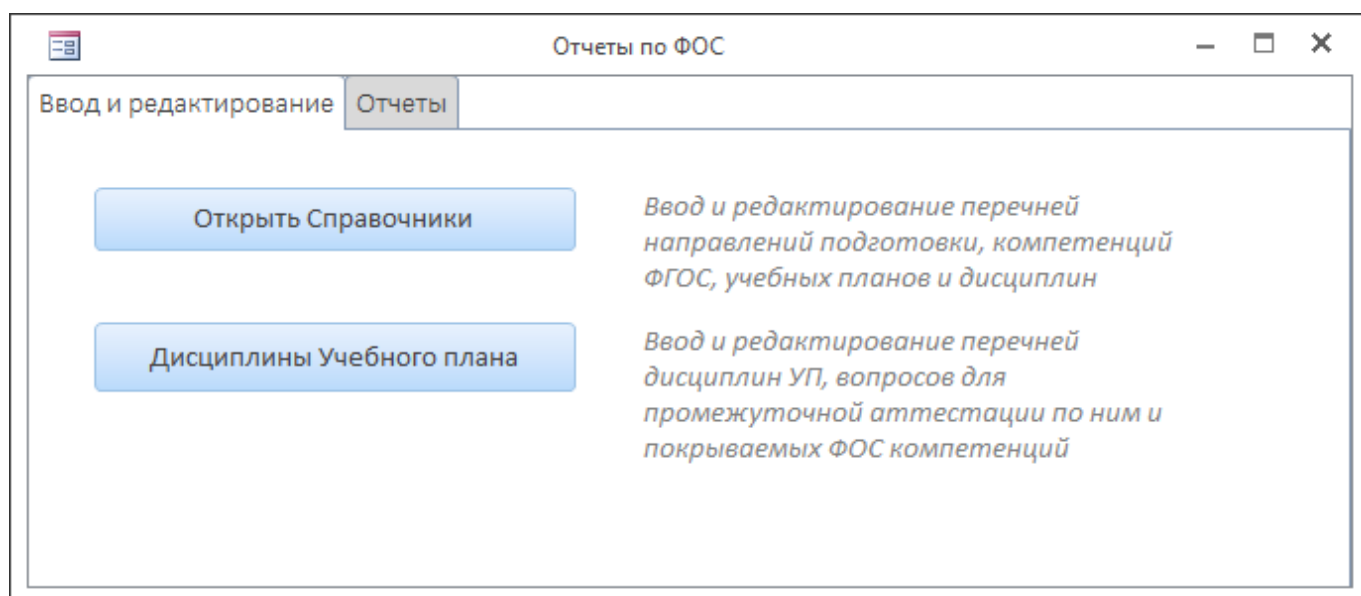 Отчеты по ФОС
Ввод и редактирование Отчеты
Открыть Справочники
Ввод и редактирование перечней
направлений подготовки, компетенций
ФГОС, учебных планов и дисциплин
Дисциплины Учебного плана
Ввод и редактирование перечней
дисциплин УП, вопросов для
промежуточной аттестации по ним и
покрываемых ФОС компетенций